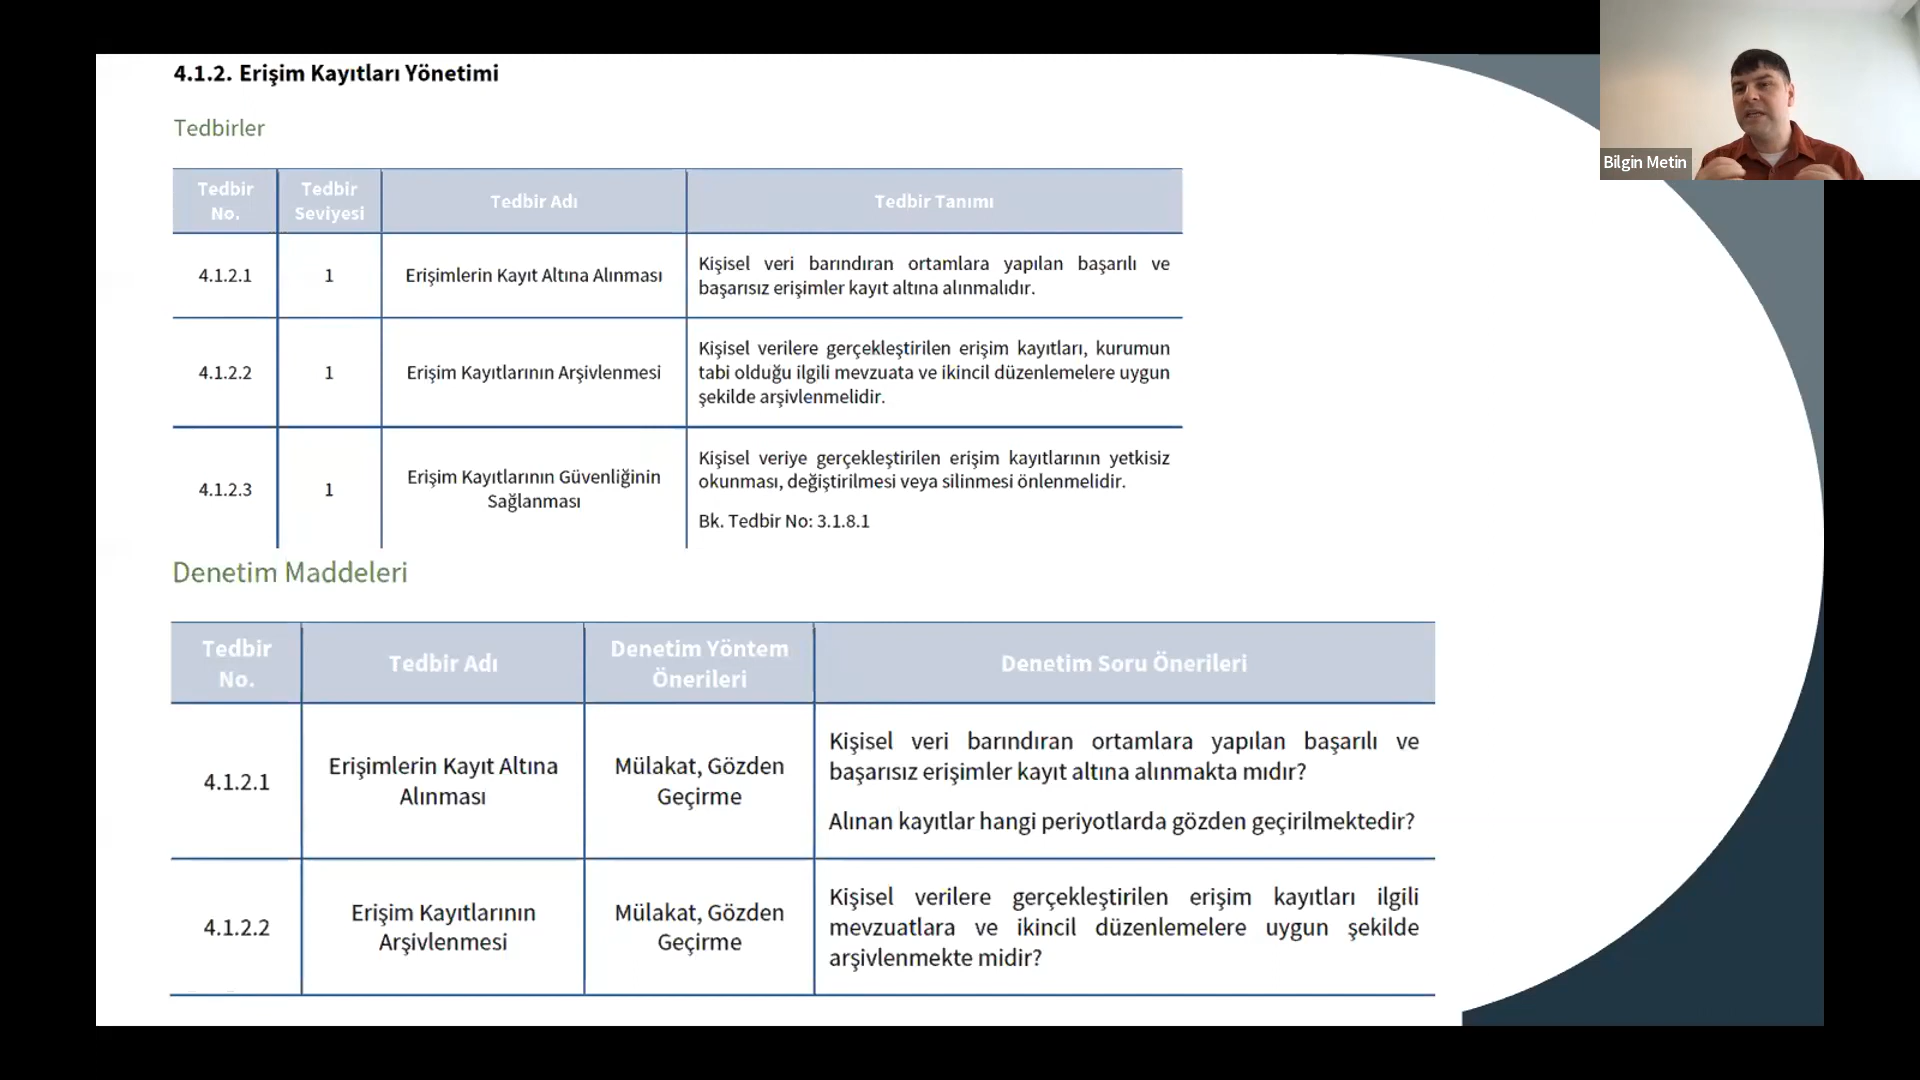 4.1.2. Erişim Kayıtları Yönetimi
Tedbirler
Tedbir No.
Tedbir Seviyesi
Tedbir Adı
Tedbir Tanımı
4.1.2.1
1
Erişimlerin Kayıt Altına Alınması
Kişisel veri barındıran ortamlara yapılan başarılı ve
başarısız erişimler kayıt altına alınmalıdır.
4.1.2.2
1
Erişim Kayıtlarının Arşivlenmesi
Kişisel verilere gerçekleştirilen erişim kayıtları, kurumun
tabi olduğu ilgili mevzuata ve ikincil düzenlemelere uygun
şekilde arşivlenmelidir.
4.1.2.3
1
Erişim Kayıtlarının Güvenliğinin
Sağlanması
Kişisel veriye gerçekleştirilen erişim kayıtlarının yetkisiz
okunması, değiştirilmesi veya silinmesi önlenmelidir.
Bk. Tedbir No: 3.1.8.1
Denetim Maddeleri
Tedbir
No.
Tedbir Adı
Denetim Yöntem
Önerileri
Denetim Soru Önerileri
4.1.2.1
Erişimlerin Kayıt Altına
Alınması
Mülakat, Gözden
Geçirme
Kişisel veri barındıran ortamlara yapılan başarılı ve
başarısız erişimler kayıt altına alınmakta mıdır?
Alınan kayıtlar hangi periyotlarda gözden geçirilmektedir?
4.1.2.2
Erişim Kayıtlarının
Arşivlenmesi
Mülakat, Gözden
Geçirme
Kişisel verilere gerçekleştirilen erişim kayıtları ilgili
mevzuatlara ve ikincil düzenlemelere uygun şekilde
arşivlenmekte midir?
Bilgin Metin